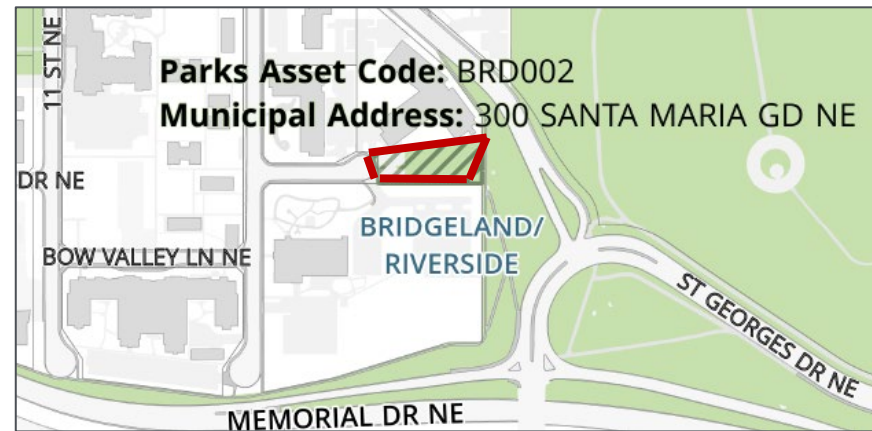 11 ST NE
Parks Asset Code: BRD002
Municipal Address: 300 SANTA MARIA GD NE
DR NE
BRIDGELAND/
RIVERSIDE
BOW VALLEY LN NE
ST GEORGES DR NE
MEMORIAL DR NE